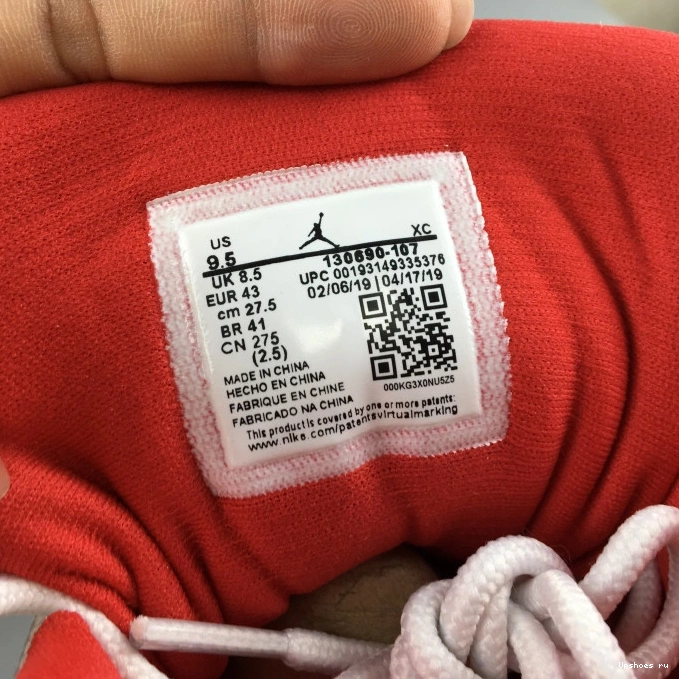 US
XC
9.5
130690-107
UK 8.5
UPC 00193149335376
EUR 43
02/06/19 | 04/17/19
cm 27.5
BR 41
CN 275
(2.5)
000KG3X0NU5Z5
MADE IN CHINA
HECHO EN CHINA
FABRIQUE EN CHINE
FABRICADO NA CHINA
This product is covered by one or more patents:
www.nike.com/patentsvirtualmarking
Upshoes ru